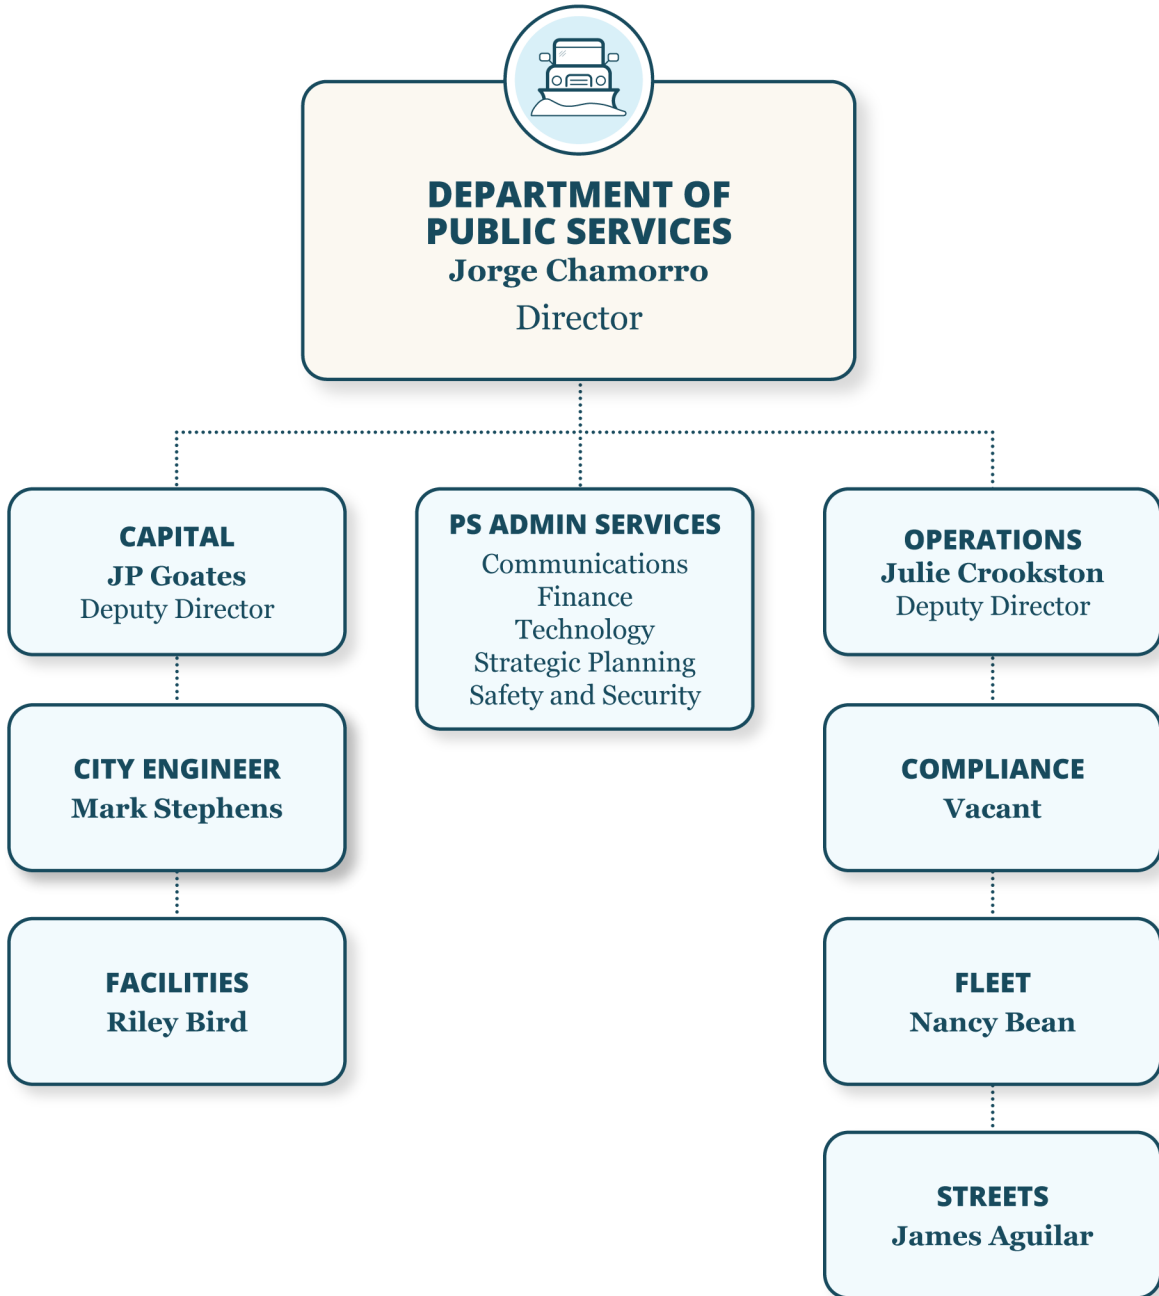 DEPARTMENT OF
PUBLIC SERVICES
Jorge Chamorro
Director
CAPITAL
JP Goates
Deputy Director
PS ADMIN SERVICES
Communications
Finance
Technology
Strategic Planning
Safety and Security
OPERATIONS
Julie Crookston
Deputy Director
CITY ENGINEER
Mark Stephens
COMPLIANCE
Vacant
FACILITIES
Riley Bird
FLEET
Nancy Bean
STREETS
James Aguilar